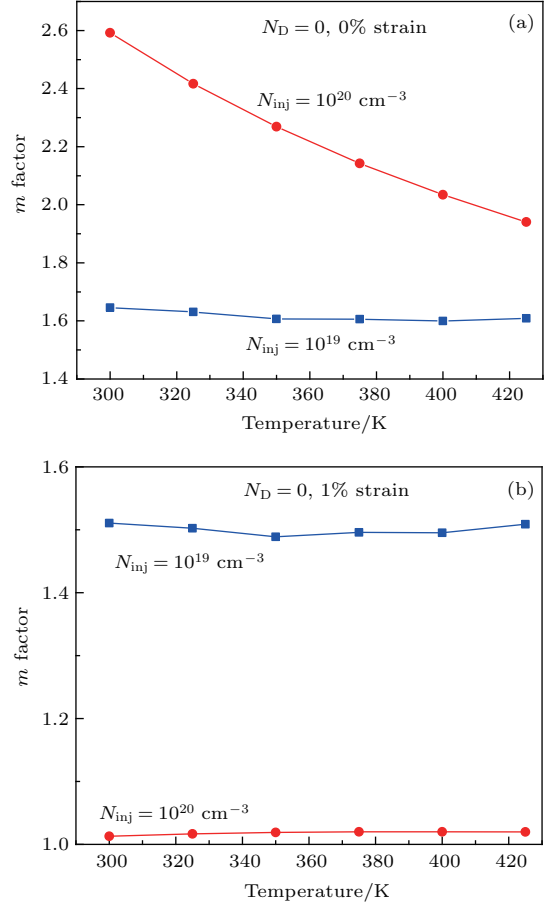 (a)
N_D = 0, 0% strain
N_inj = 10^20 cm^−3
N_inj = 10^19 cm^−3
m factor
2.6
2.4
2.2
2.0
1.8
1.6
1.4
300 320 340 360 380 400 420
Temperature/K
(b)
N_D = 0, 1% strain
N_inj = 10^19 cm^−3
N_inj = 10^20 cm^−3
m factor
1.6
1.4
1.2
1.0
300 320 340 360 380 400 420
Temperature/K